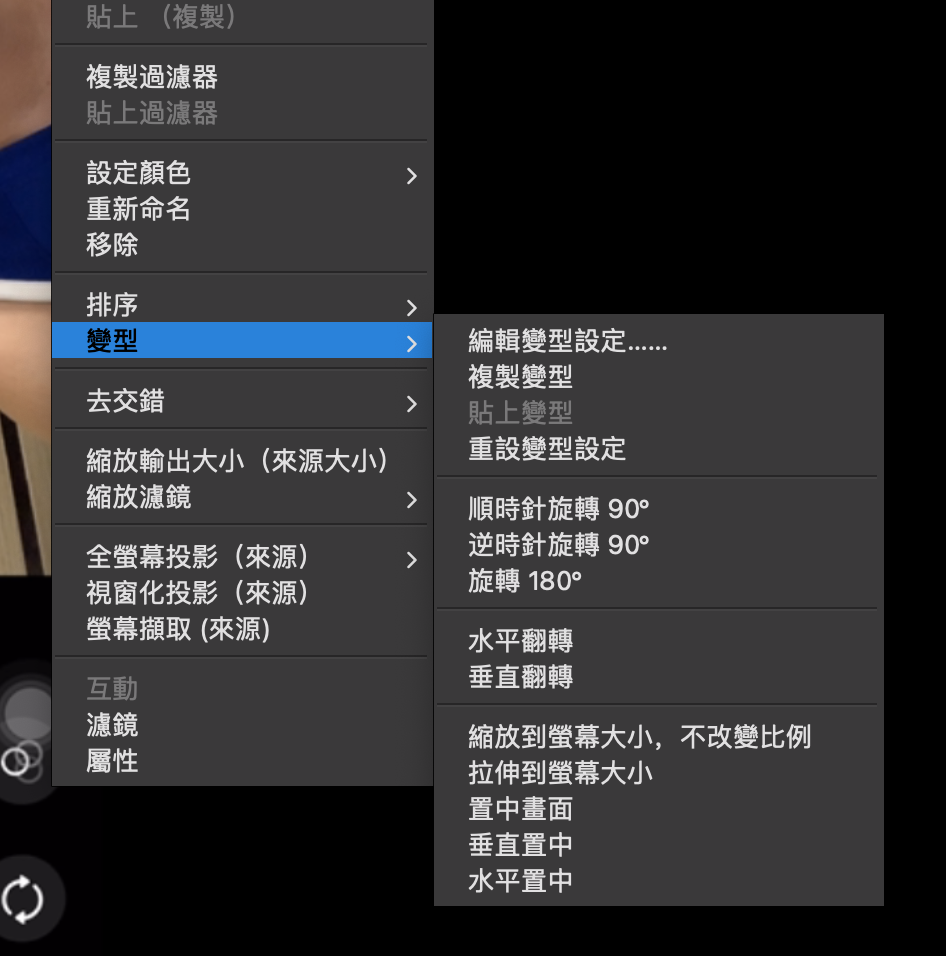 貼上 （複製）
複製過濾器
貼上過濾器
設定顏色
重新命名
移除
排序
變型
去交錯
縮放輸出大小（來源大小）
縮放濾鏡
全螢幕投影（來源）
視窗化投影（來源）
螢幕擷取 (來源)
互動
濾鏡
屬性
編輯變型設定……
複製變型
貼上變型
重設變型設定
順時針旋轉 90°
逆時針旋轉 90°
旋轉 180°
水平翻轉
垂直翻轉
縮放到螢幕大小，不改變比例
拉伸到螢幕大小
置中畫面
垂直置中
水平置中